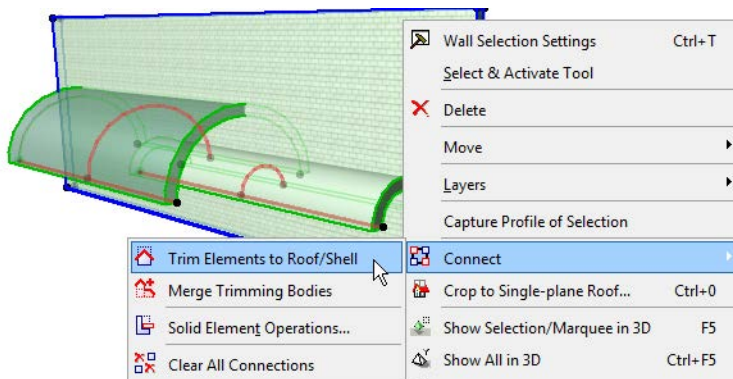 Wall Selection Settings Ctrl+T
Select & Activate Tool
Delete
Move
Layers
Capture Profile of Selection
Connect
Crop to Single-plane Roof... Ctrl+0
Show Selection/Marquee in 3D F5
Show All in 3D Ctrl+F5
Trim Elements to Roof/Shell
Merge Trimming Bodies
Solid Element Operations...
Clear All Connections